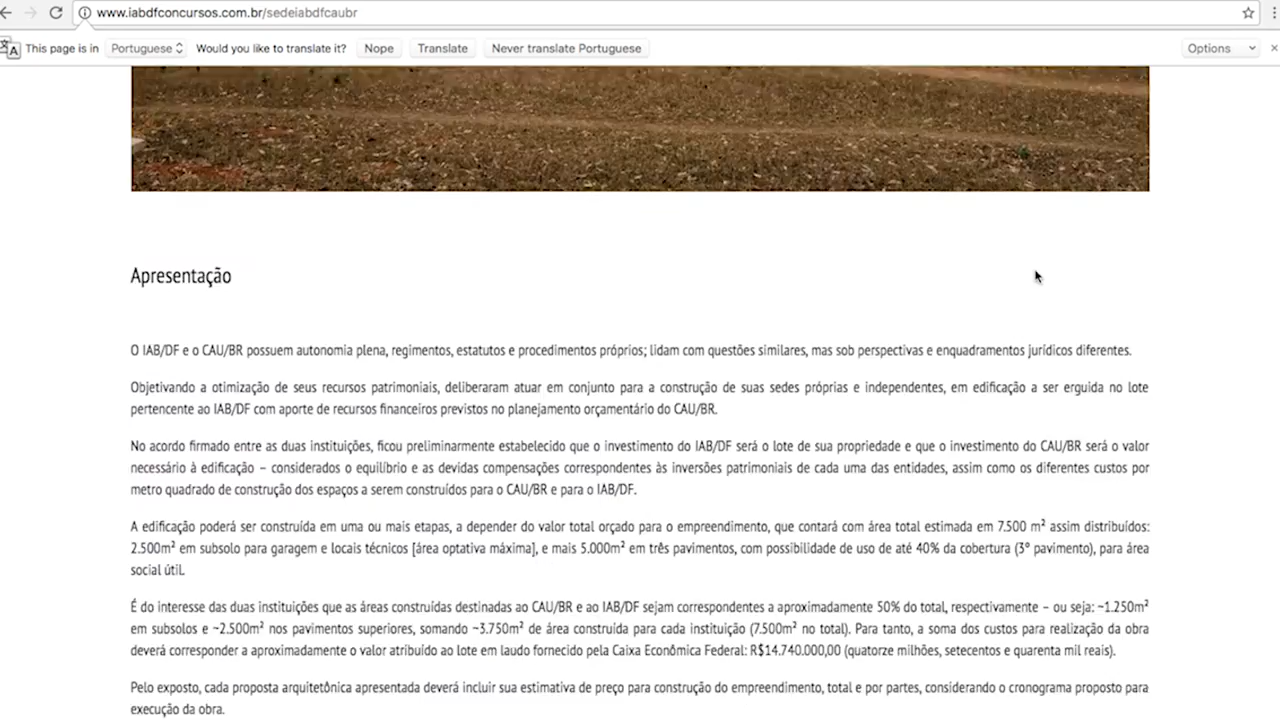 www.iabdfconcursos.com.br/sedeiabdfcaubr
This page is in Portuguese Would you like to translate it? Nope Translate Never translate Portuguese Options
Apresentação
O IAB/DF e o CAU/BR possuem autonomia plena, regimentos, estatutos e procedimentos próprios; lidam com questões similares, mas sob perspectivas e enquadramentos jurídicos diferentes.
Objetivando a otimização de seus recursos patrimoniais, deliberaram atuar em conjunto para a construção de suas sedes próprias e independentes, em edificação a ser erguida no lote
pertencente ao IAB/DF com aporte de recursos financeiros previstos no planejamento orçamentário do CAU/BR.
No acordo firmado entre as duas instituições, ficou preliminarmente estabelecido que o investimento do IAB/DF será o lote de sua propriedade e que o investimento do CAU/BR será o valor
necessário à edificação – considerados o equilíbrio e as devidas compensações correspondentes às inversões patrimoniais de cada uma das entidades, assim como os diferentes custos por
metro quadrado de construção dos espaços a serem construídos para o CAU/BR e para o IAB/DF.
A edificação poderá ser construída em uma ou mais etapas, a depender do valor total orçado para o empreendimento, que contará com área total estimada em 7.500 m² assim distribuídos:
2.500m² em subsolo para garagem e locais técnicos [área optativa máxima], e mais 5.000m² em três pavimentos, com possibilidade de uso de até 40% da cobertura (3º pavimento), para área
social útil.
É do interesse das duas instituições que as áreas construídas destinadas ao CAU/BR e ao IAB/DF sejam correspondentes a aproximadamente 50% do total, respectivamente – ou seja: ~1.250m²
em subsolos e ~2.500m² nos pavimentos superiores, somando ~3.750m² de área construída para cada instituição (7.500m² no total). Para tanto, a soma dos custos para realização da obra
deverá corresponder a aproximadamente o valor atribuído ao lote em laudo fornecido pela Caixa Econômica Federal: R$14.740.000,00 (quatorze milhões, setecentos e quarenta mil reais).
Pelo exposto, cada proposta arquitetônica apresentada deverá incluir sua estimativa de preço para construção do empreendimento, total e por partes, considerando o cronograma proposto para
execução da obra.